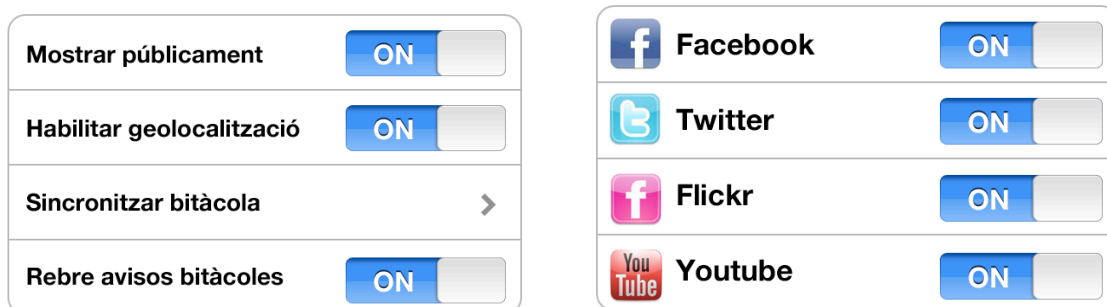 Mostrar públicament ON
Habilitar geolocalització ON
Sincronitzar bitàcola
Rebre avisos bitàcoles ON
f Facebook ON
t Twitter ON
f Flickr ON
You
Tube Youtube ON